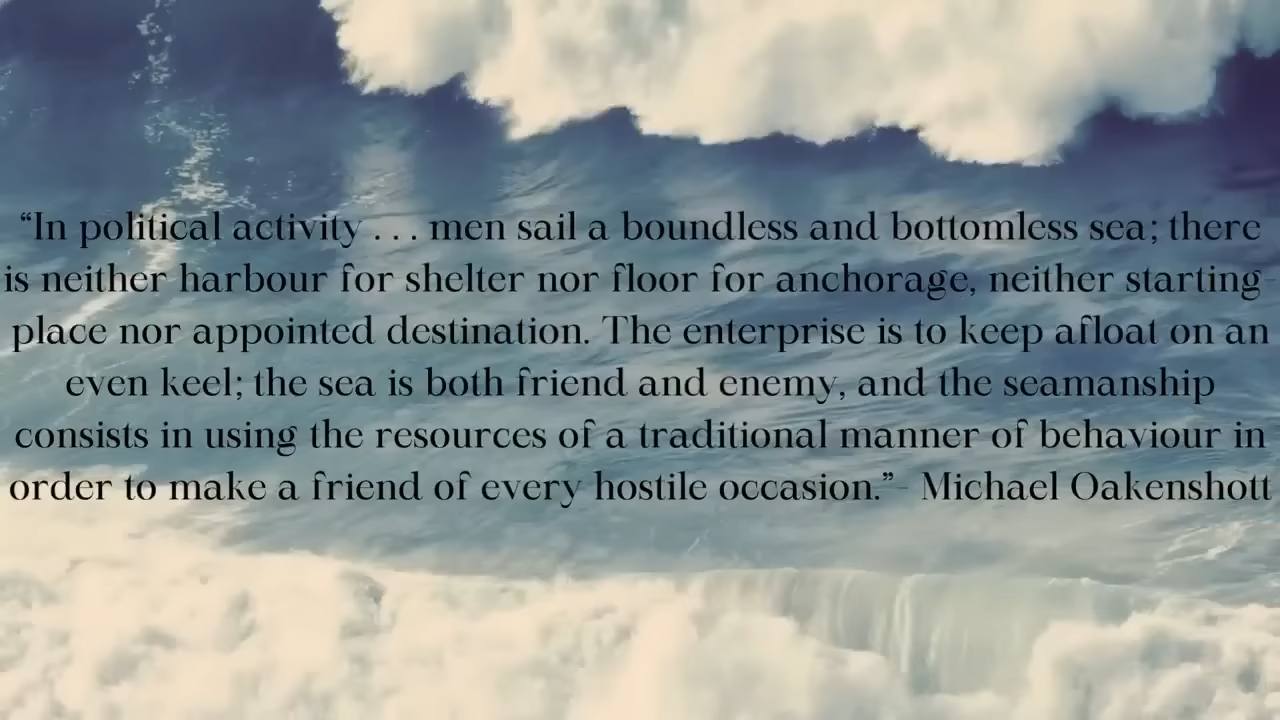 “In political activity . . . men sail a boundless and bottomless sea; there
is neither harbour for shelter nor floor for anchorage, neither starting-
place nor appointed destination. The enterprise is to keep afloat on an
even keel; the sea is both friend and enemy, and the seamanship
consists in using the resources of a traditional manner of behaviour in
order to make a friend of every hostile occasion.”- Michael Oakenshott